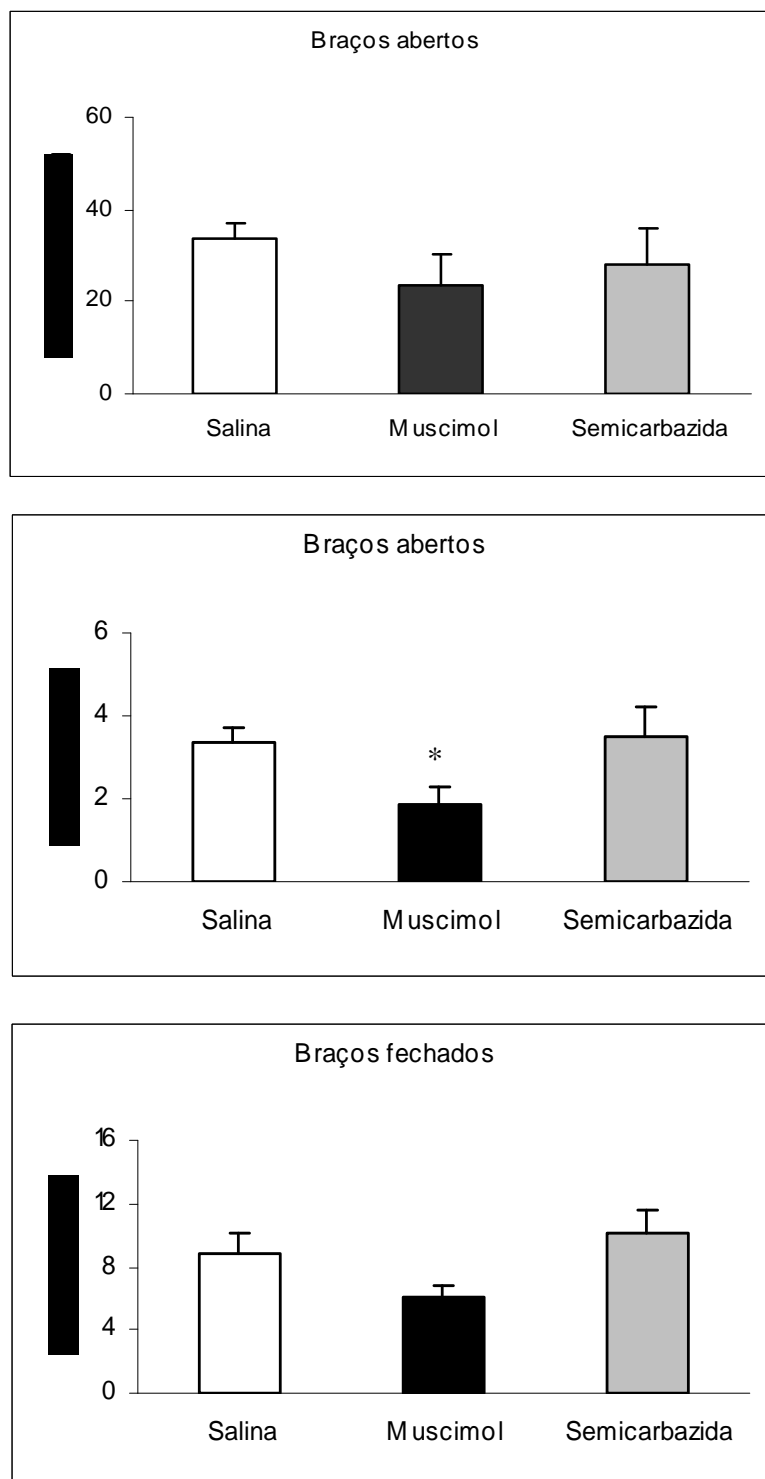 Braços abertos
60
40
20
0
Salina Muscimol Semicarbazida
Braços abertos
6
4
*
2
0
Salina Muscimol Semicarbazida
Braços fechados
16
12
8
4
0
Salina Muscimol Semicarbazida